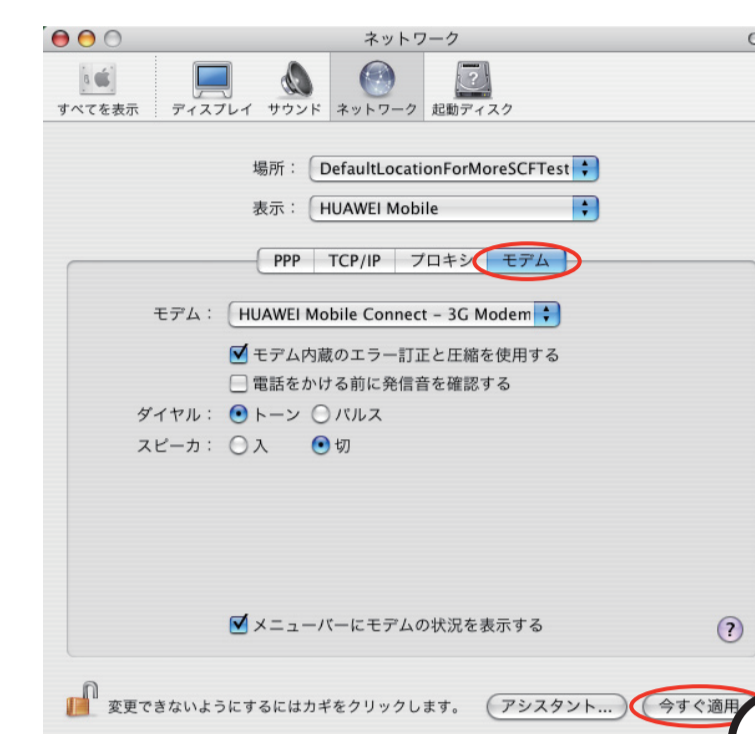 ネットワーク
すべてを表示 ディスプレイ サウンド ネットワーク 起動ディスク
場所： DefaultLocationForMoreSCFTest
表示： HUAWEI Mobile
PPP TCP/IP プロキシ モデム
モデム： HUAWEI Mobile Connect – 3G Modem
モデム内蔵のエラー訂正と圧縮を使用する
電話をかける前に発信音を確認する
ダイヤル： トーン パルス
スピーカ： 入 切
メニューバーにモデムの状況を表示する
?
変更できないようにするにはカギをクリックします。 アシスタント... 今すぐ適用